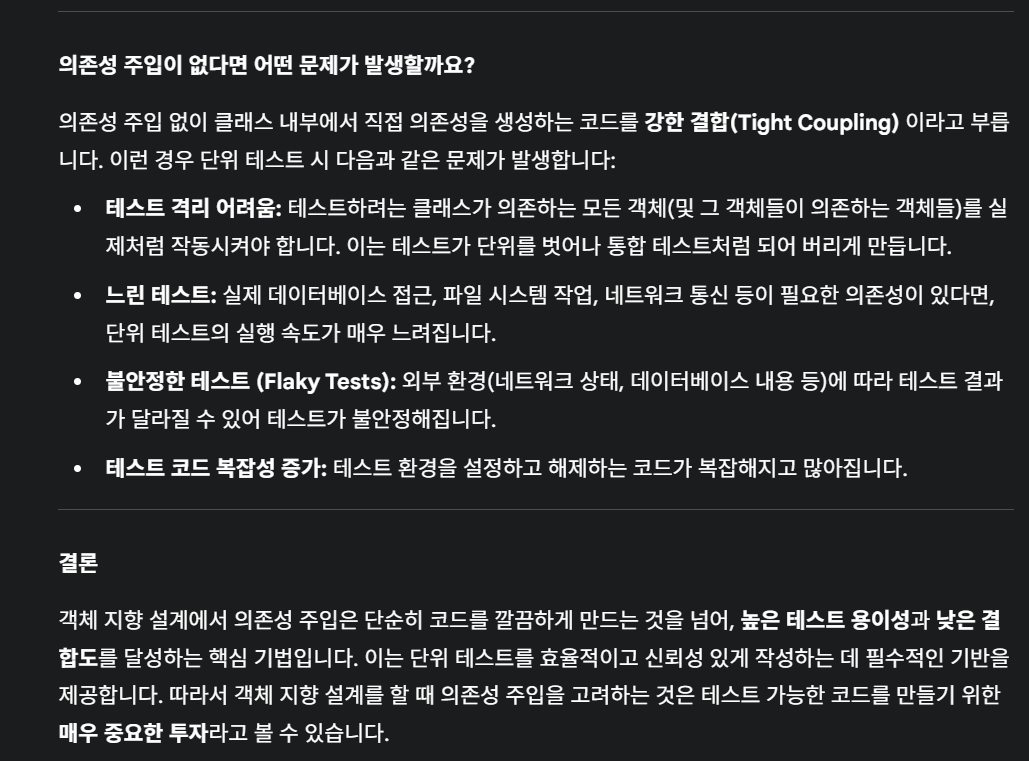 의존성 주입이 없다면 어떤 문제가 발생할까요?
의존성 주입 없이 클래스 내부에서 직접 의존성을 생성하는 코드를 강한 결합(Tight Coupling) 이라고 부릅
니다. 이런 경우 단위 테스트 시 다음과 같은 문제가 발생합니다:
• 테스트 격리 어려움: 테스트하려는 클래스가 의존하는 모든 객체(및 그 객체들이 의존하는 객체들)를 실
제처럼 작동시켜야 합니다. 이는 테스트가 단위를 벗어나 통합 테스트처럼 되어 버리게 만듭니다.
• 느린 테스트: 실제 데이터베이스 접근, 파일 시스템 작업, 네트워크 통신 등이 필요한 의존성이 있다면,
단위 테스트의 실행 속도가 매우 느려집니다.
• 불안정한 테스트 (Flaky Tests): 외부 환경(네트워크 상태, 데이터베이스 내용 등)에 따라 테스트 결과
가 달라질 수 있어 테스트가 불안정해집니다.
• 테스트 코드 복잡성 증가: 테스트 환경을 설정하고 해제하는 코드가 복잡해지고 많아집니다.
결론
객체 지향 설계에서 의존성 주입은 단순히 코드를 깔끔하게 만드는 것을 넘어, 높은 테스트 용이성과 낮은 결
합도를 달성하는 핵심 기법입니다. 이는 단위 테스트를 효율적이고 신뢰성 있게 작성하는 데 필수적인 기반을
제공합니다. 따라서 객체 지향 설계를 할 때 의존성 주입을 고려하는 것은 테스트 가능한 코드를 만들기 위한
매우 중요한 투자라고 볼 수 있습니다.